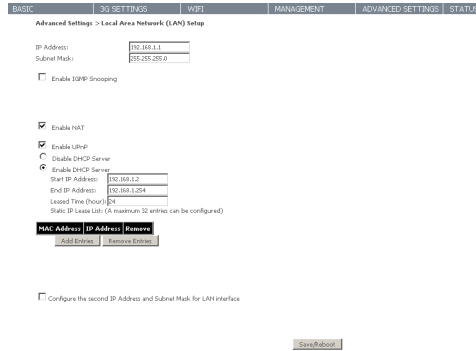 BASIC 3G SETTINGS WIFI MANAGEMENT ADVANCED SETTINGS STATUS
Advanced Settings > Local Area Network (LAN) Setup
IP Address: 192.168.1.1
Subnet Mask: 255.255.255.0
Enable IGMP Snooping
Enable NAT
Enable UPnP
Disable DHCP Server
Enable DHCP Server
Start IP Address: 192.168.1.2
End IP Address: 192.168.1.254
Leased Time (hour): 24
Static IP Lease List: (A maximum 32 entries can be configured)
MAC Address IP Address Remove
Add Entries Remove Entries
Configure the second IP Address and Subnet Mask for LAN interface
Save/Reboot